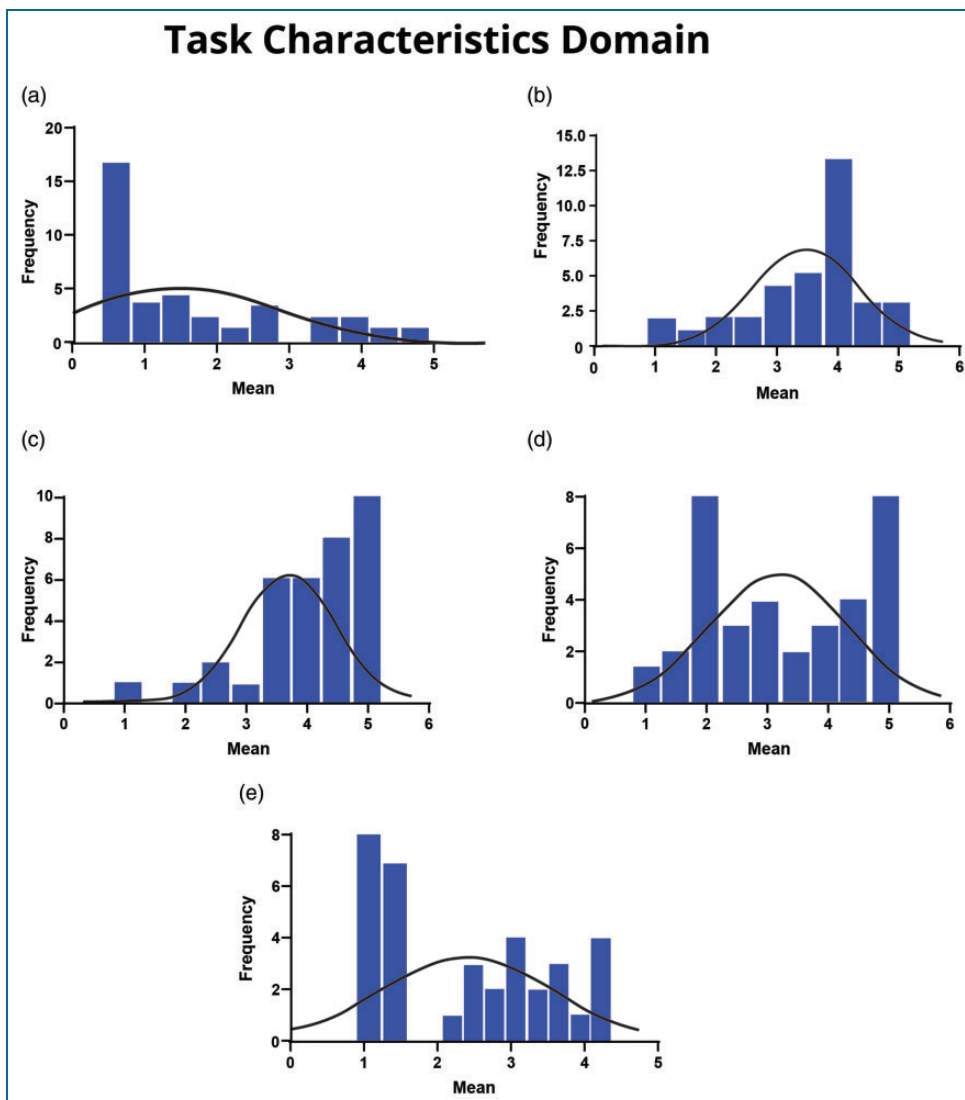 Task Characteristics Domain
(a)
(b)
20
15
10
5
0
Frequency
0 1 2 3 4 5
Mean
15.0
12.5
10.0
7.5
5.0
2.5
0
Frequency
0 1 2 3 4 5 6
Mean
(c)
(d)
10
8
6
4
2
0
Frequency
0 1 2 3 4 5 6
Mean
8
6
4
2
0
Frequency
0 1 2 3 4 5 6
Mean
(e)
8
6
4
2
0
Frequency
0 1 2 3 4 5
Mean